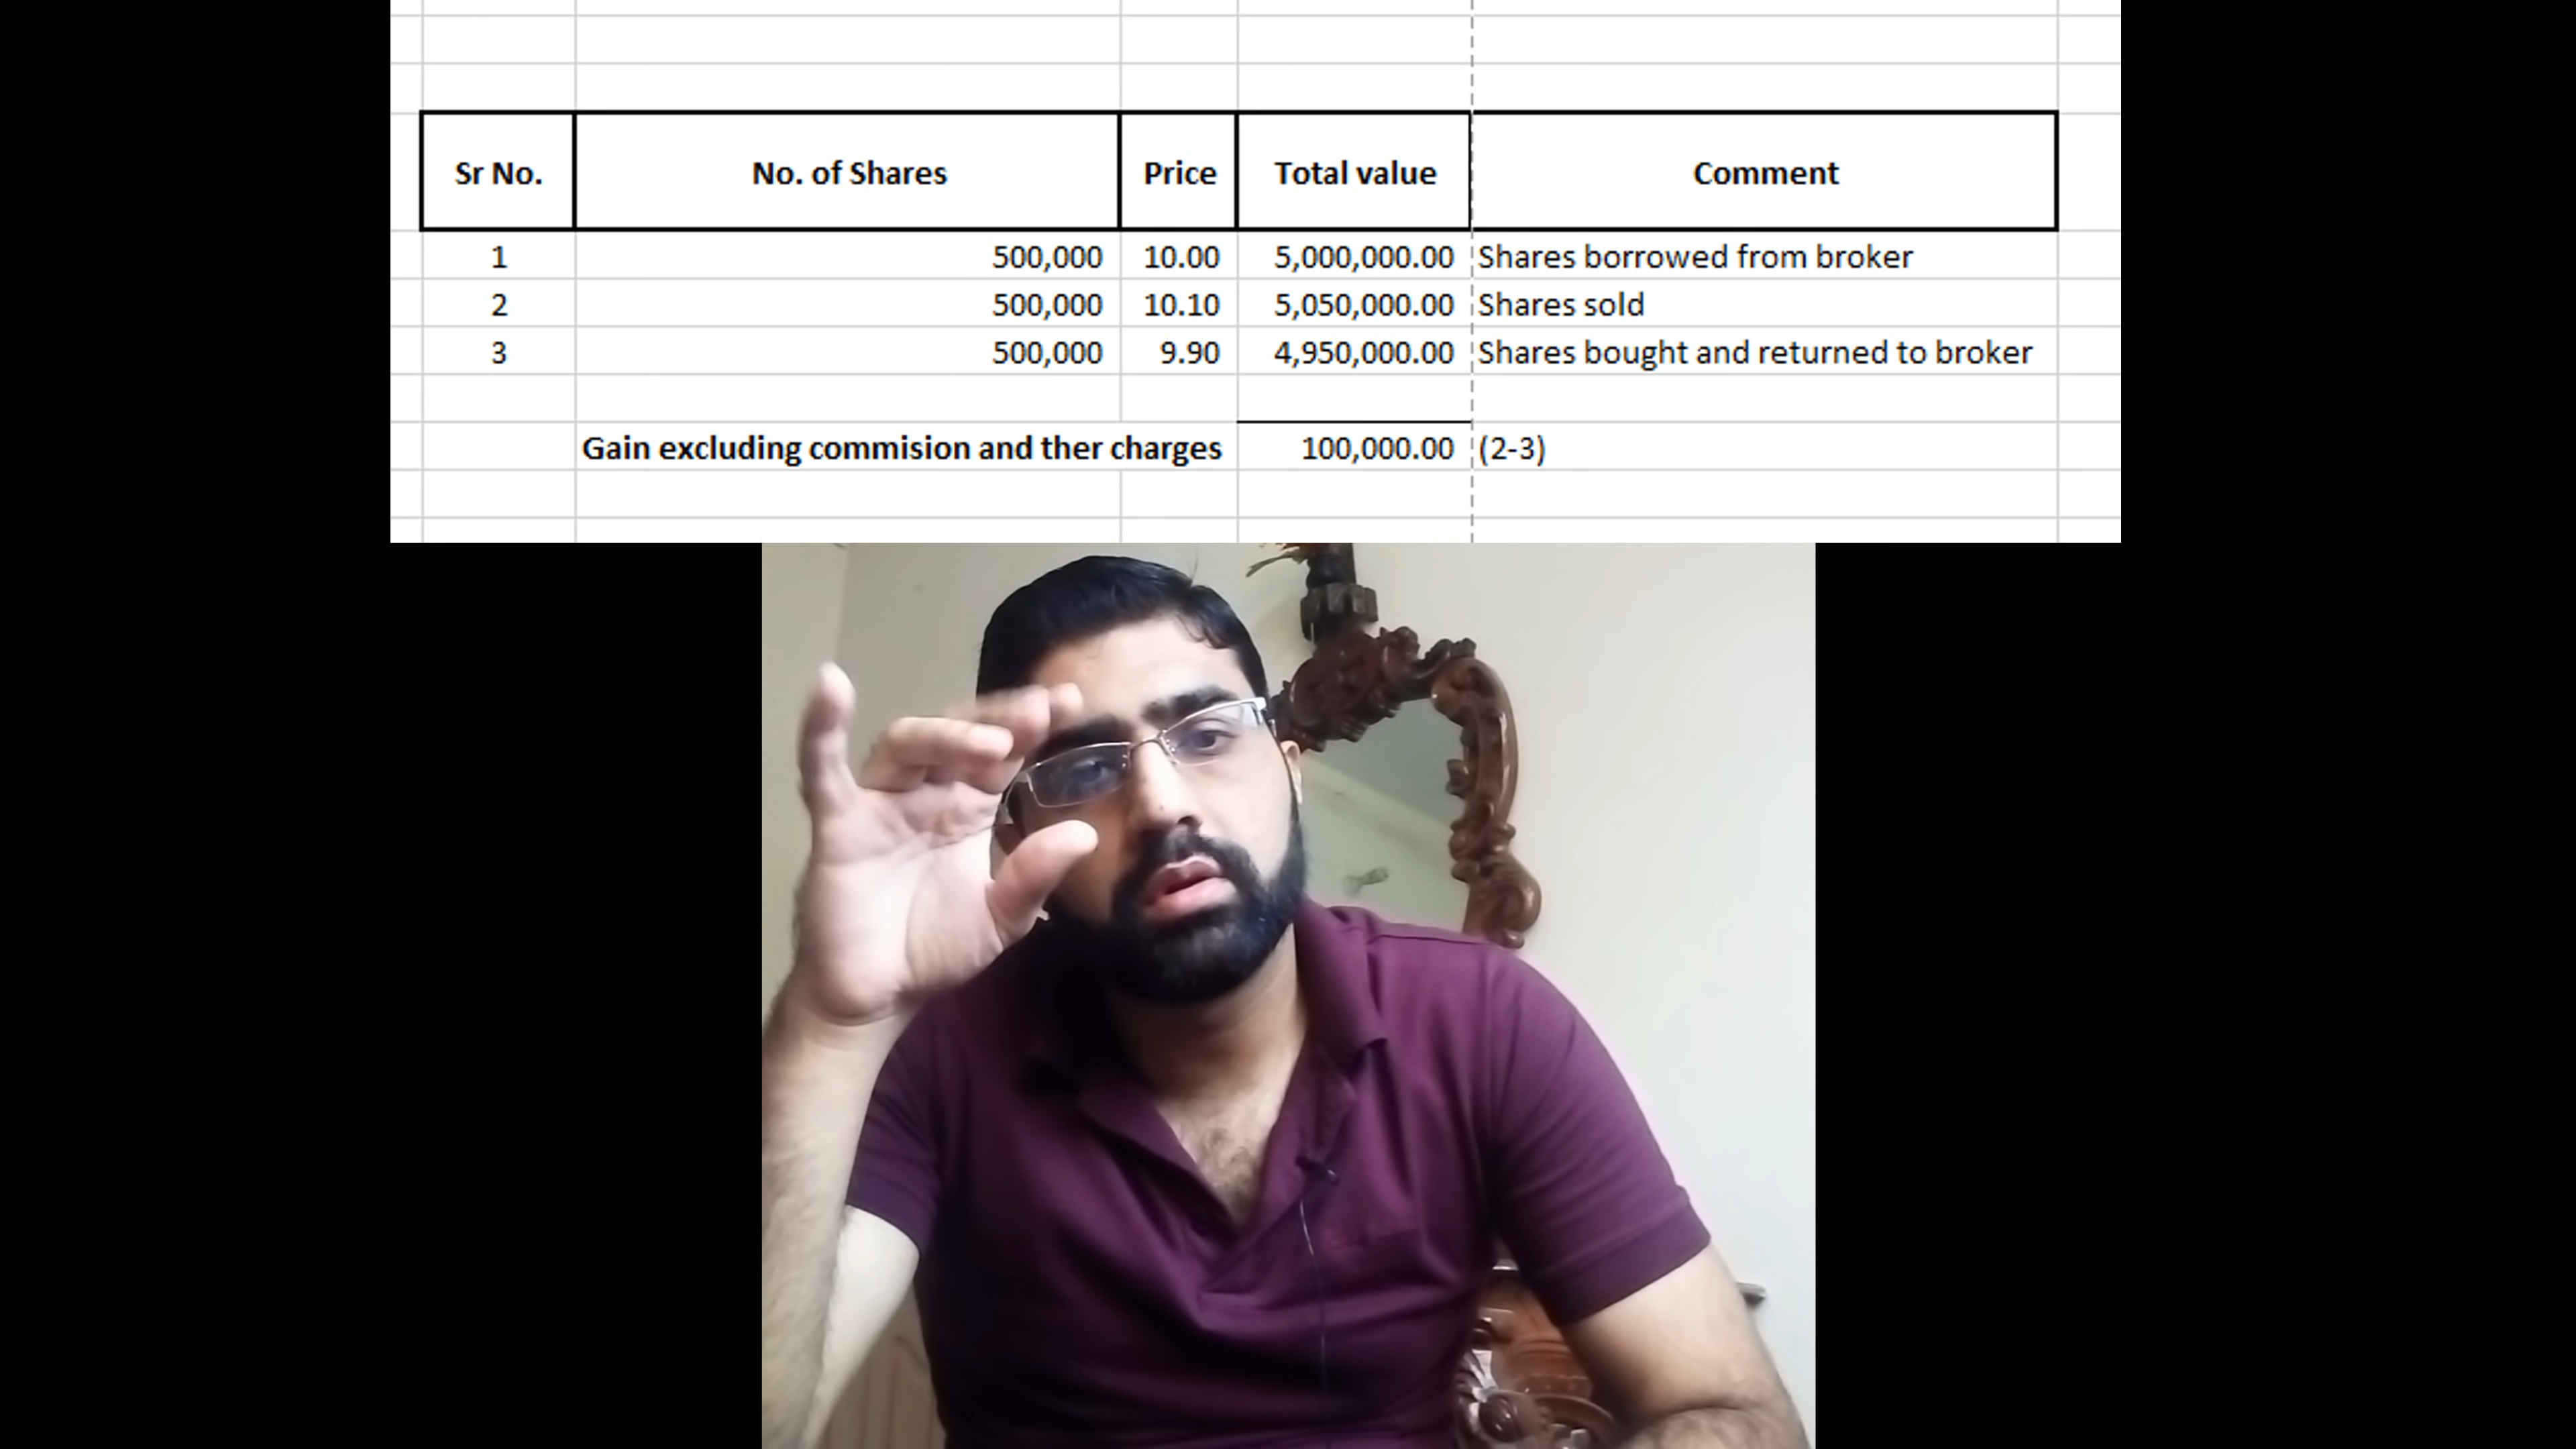 Sr No. No. of Shares Price Total value Comment
1 500,000 10.00 5,000,000.00 Shares borrowed from broker
2 500,000 10.10 5,050,000.00 Shares sold
3 500,000 9.90 4,950,000.00 Shares bought and returned to broker
Gain excluding commision and ther charges 100,000.00 (2-3)